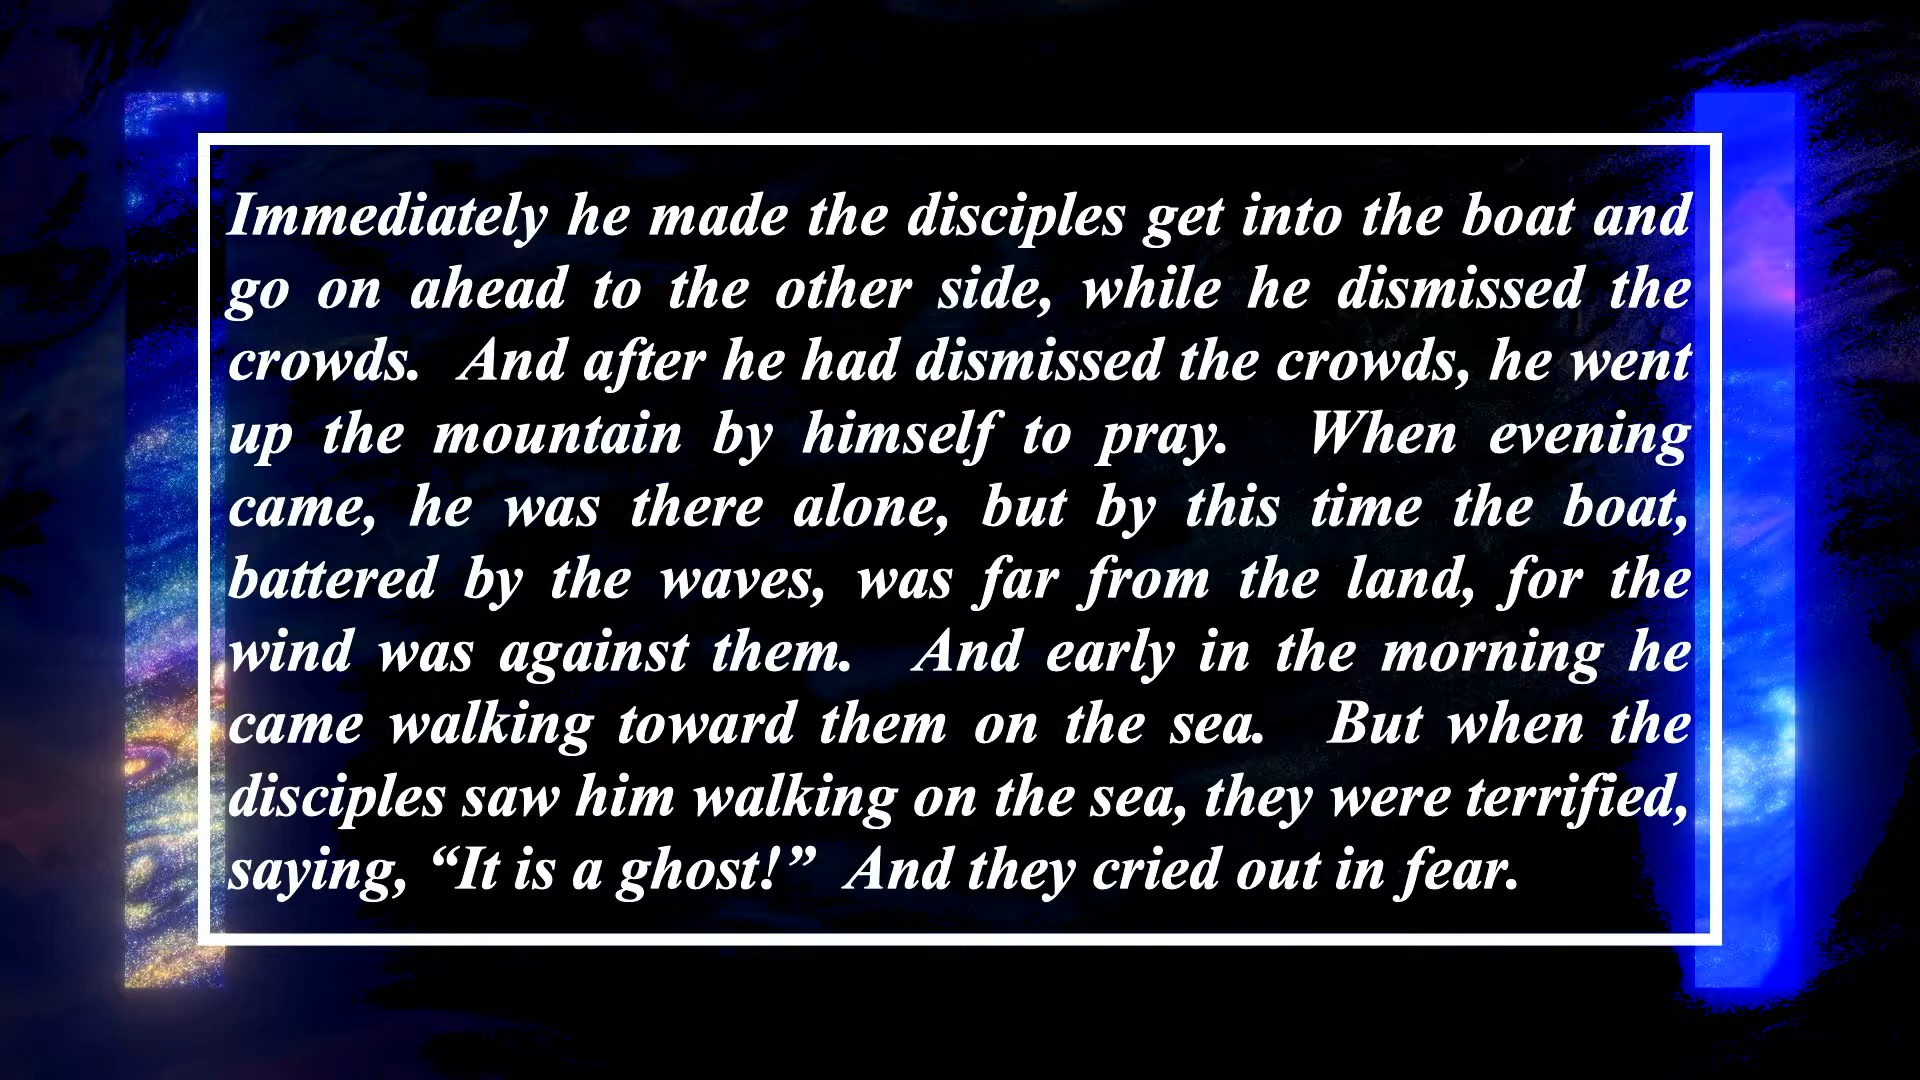 Immediately he made the disciples get into the boat and
go on ahead to the other side, while he dismissed the
crowds.  And after he had dismissed the crowds, he went
up the mountain by himself to pray.  When evening
came, he was there alone, but by this time the boat,
battered by the waves, was far from the land, for the
wind was against them.  And early in the morning he
came walking toward them on the sea.  But when the
disciples saw him walking on the sea, they were terrified,
saying, “It is a ghost!”  And they cried out in fear.